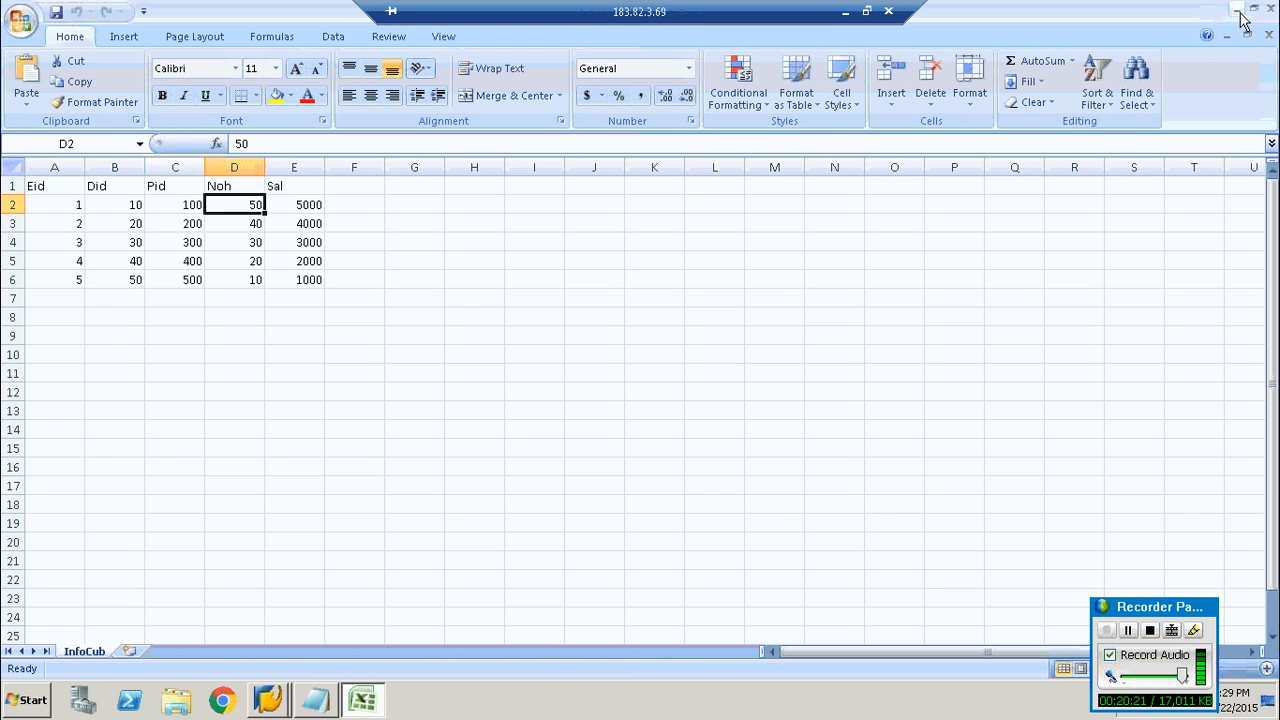 183.82.3.69
Home Insert Page Layout Formulas Data Review View
Paste
Cut
Copy
Format Painter
Clipboard
Calibri 11
B I U
Font
Wrap Text
Merge & Center
Alignment
General
$ % ,
Number
Conditional Formatting
Format as Table
Cell Styles
Styles
Insert Delete Format
Cells
Σ AutoSum
Fill
Clear
Sort & Filter
Find & Select
Editing
D2 fx 50
A B C D E F G H I J K L M N O P Q R S T U
1 Eid Did Pid Noh Sal
2 1 10 100 50 5000
3 2 20 200 40 4000
4 3 30 300 30 3000
5 4 40 400 20 2000
6 5 50 500 10 1000
7
8
9
10
11
12
13
14
15
16
17
18
19
20
21
22
23
24
25
InfoCub
Ready
Recorder Pa...
Record Audio
00:20:21 / 17,011 KB
Start
:29 PM
/22/2015